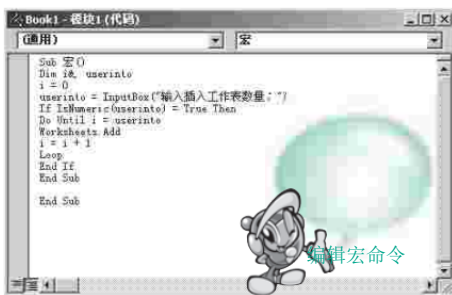 Book1 - 模块1 (代码)
(通用) 宏
Sub 宏()
Dim i&, userinto
i = 0
userinto = InputBox("输入插入工作表数量：")
If IsNumeric(userinto) = True Then
Do Until i = userinto
Worksheets.Add
i = i + 1
Loop
End If
End Sub
End Sub
编辑宏命令